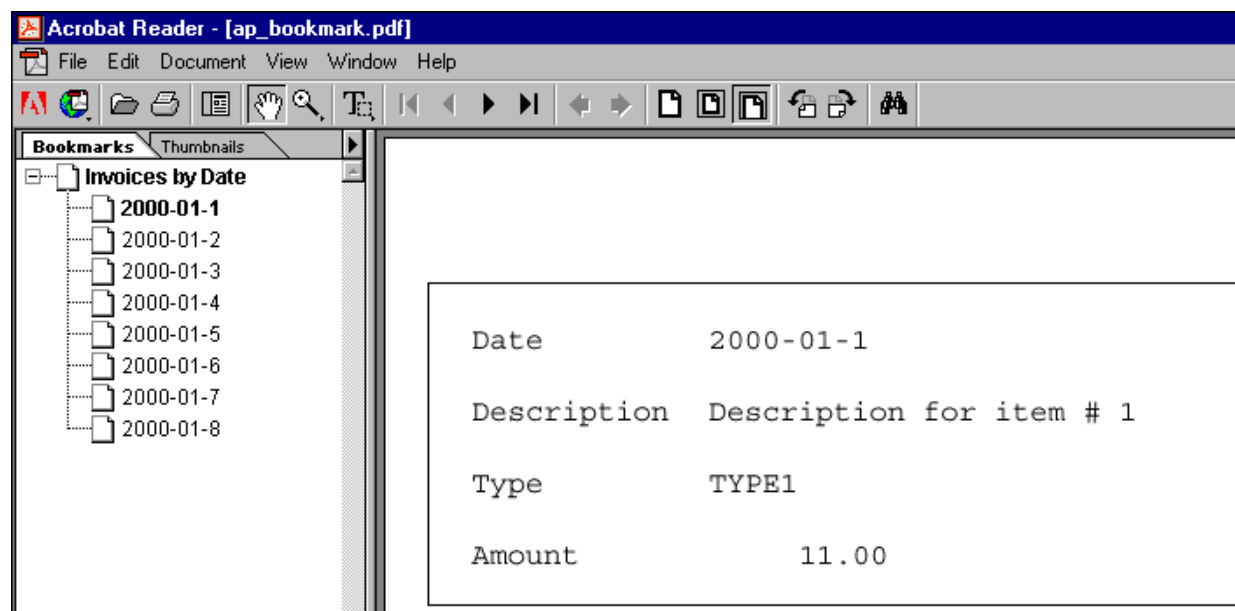 Acrobat Reader - [ap_bookmark.pdf]
File Edit Document View Window Help
Bookmarks Thumbnails
Invoices by Date
2000-01-1
2000-01-2
2000-01-3
2000-01-4
2000-01-5
2000-01-6
2000-01-7
2000-01-8
Date 2000-01-1
Description Description for item # 1
Type TYPE1
Amount 11.00